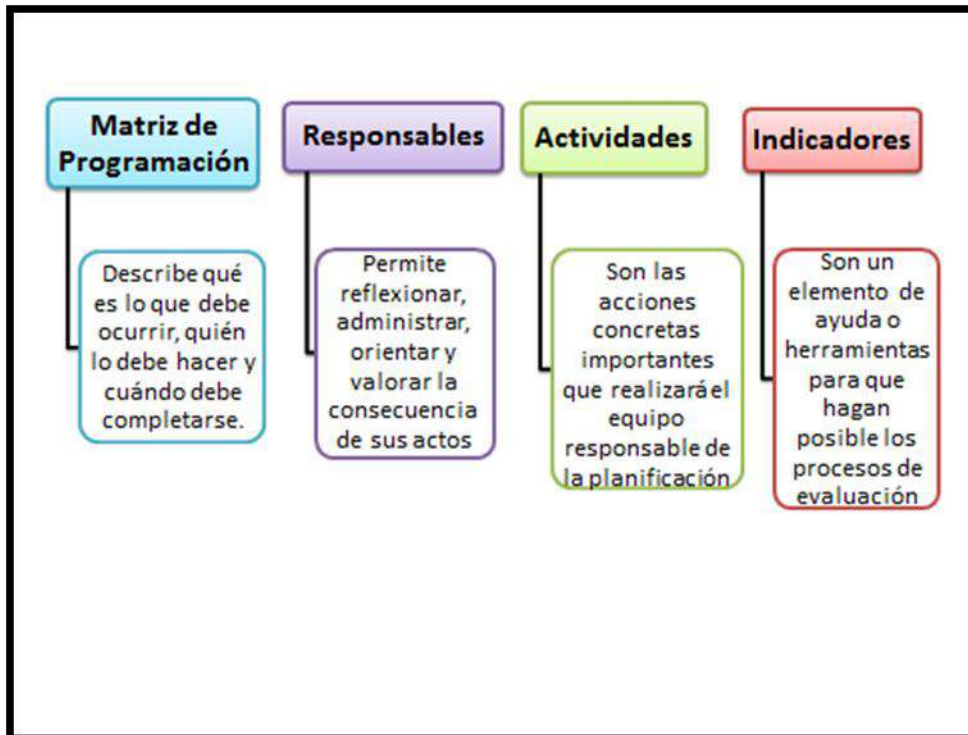 Matriz de
Programación
Describe qué
es lo que debe
ocurrir, quién
lo debe hacer y
cuándo debe
completarse.
Responsables
Permite
reflexionar,
administrar,
orientar y
valorar la
consecuencia
de sus actos
Actividades
Son las
acciones
concretas
importantes
que realizará el
equipo
responsable de
la planificación
Indicadores
Son un
elemento de
ayuda o
herramientas
para que
hagan
posible los
procesos de
evaluación